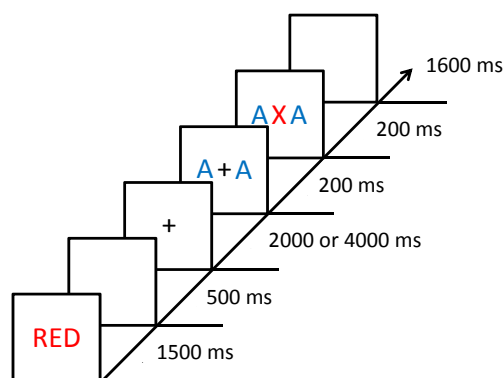 1600 ms
A X A
200 ms
A + A
200 ms
+
2000 or 4000 ms
500 ms
RED
1500 ms